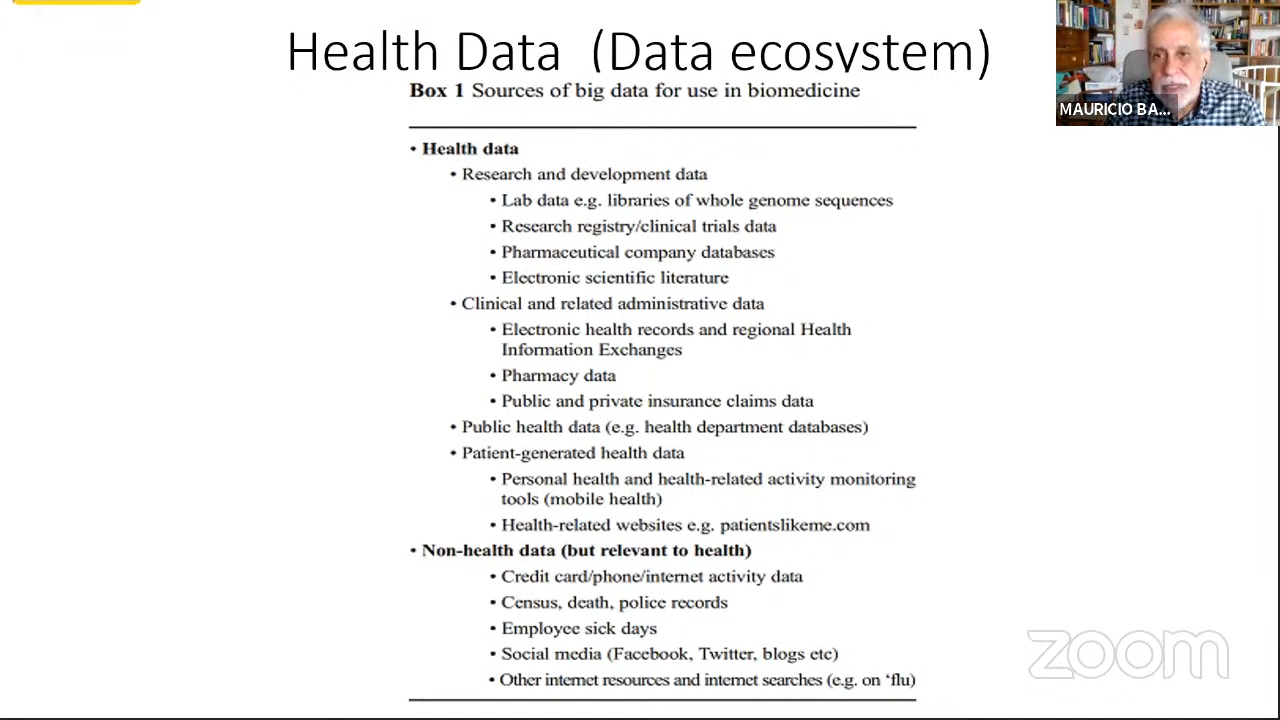 Health Data (Data ecosystem)
MAURICIO BA...
Box 1 Sources of big data for use in biomedicine
• Health data
• Research and development data
• Lab data e.g. libraries of whole genome sequences
• Research registry/clinical trials data
• Pharmaceutical company databases
• Electronic scientific literature
• Clinical and related administrative data
• Electronic health records and regional Health
Information Exchanges
• Pharmacy data
• Public and private insurance claims data
• Public health data (e.g. health department databases)
• Patient-generated health data
• Personal health and health-related activity monitoring
tools (mobile health)
• Health-related websites e.g. patientslikeme.com
• Non-health data (but relevant to health)
• Credit card/phone/internet activity data
• Census, death, police records
• Employee sick days
• Social media (Facebook, Twitter, blogs etc)
• Other internet resources and internet searches (e.g. on ‘flu)
zoom